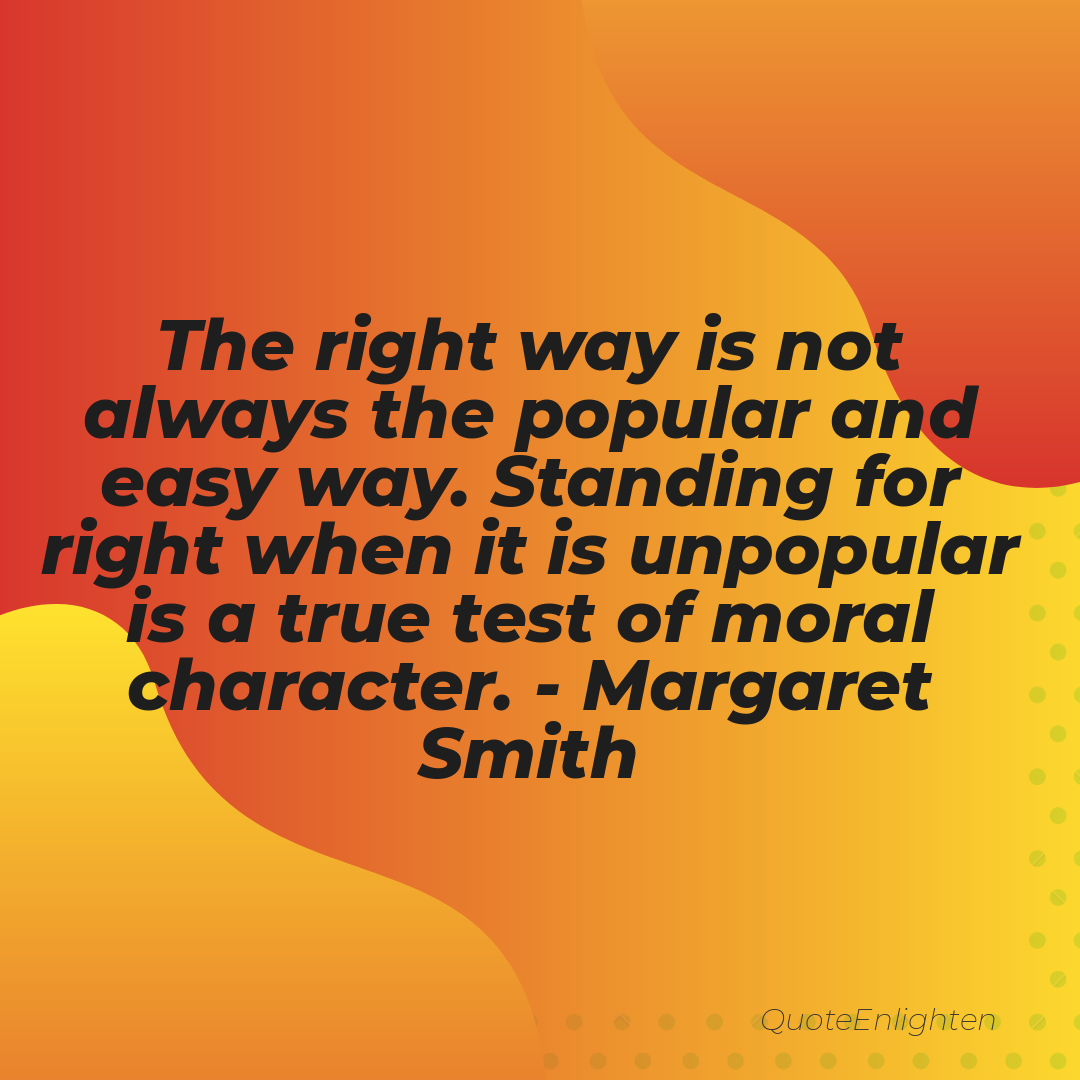 The right way is not
always the popular and
easy way. Standing for
right when it is unpopular
is a true test of moral
character. - Margaret
Smith
QuoteEnlighten